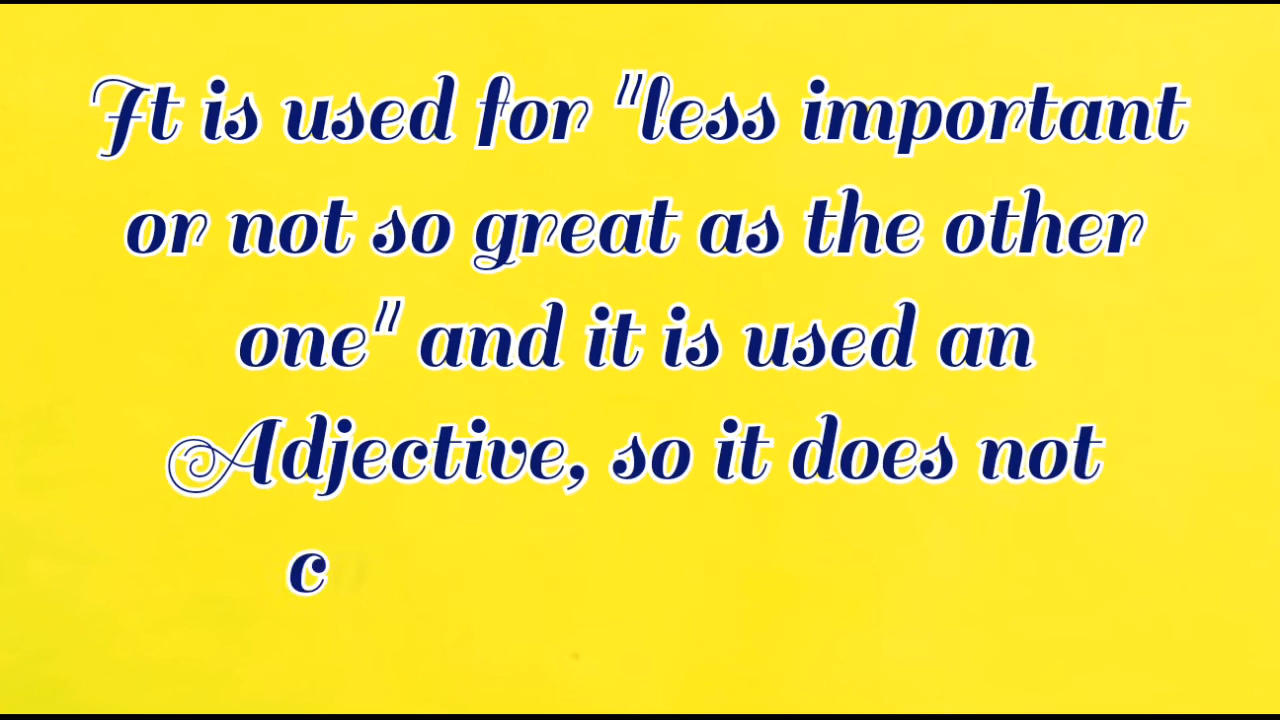 It is used for "less important
or not so great as the other
one" and it is used an
Adjective, so it does not
c